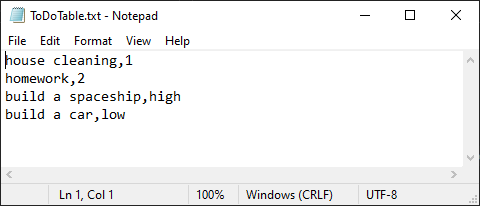 ToDoTable.txt - Notepad
File Edit Format View Help
house cleaning,1
homework,2
build a spaceship,high
build a car,low
Ln 1, Col 1 100% Windows (CRLF) UTF-8